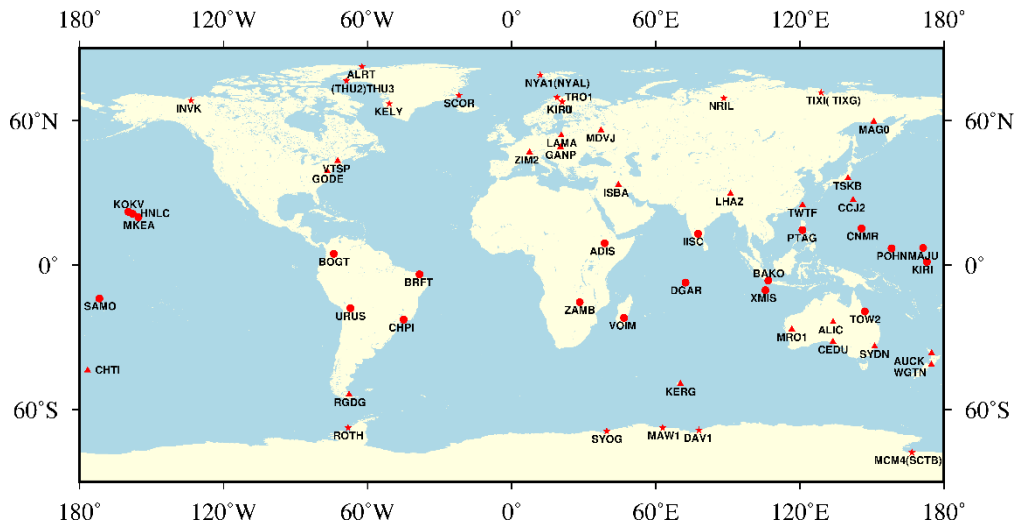 180° 120°W 60°W 0° 60°E 120°E 180°
ALRT
(THU2)THU3
NYA1(NYAL)
INVK
KELY
SCOR
TRO1
KIRU
NRIL
TIXI( TIXG)
60°N 60°N
MAG0
LAMA
MDVJ
GANP
ZIM2
VTSP
GODE
ISBA
LHAZ
TSKB
CCJ2
TWTF
KOKV
HNLC
MKEA
IISC
PTAG
CNMR
ADIS
BOGT
POHN MAJU
KIRI
0° 0°
BRFT
BAKO
DGAR
XMIS
SAMO
URUS
CHPI
ZAMB
VOIM
TOW2
MRO1
ALIC
CEDU
SYDN
AUCK
WGTN
CHTI
RGDG
KERG
60°S 60°S
ROTH
SYOG
MAW1
DAV1
MCM4(SCTB)
180° 120°W 60°W 0° 60°E 120°E 180°